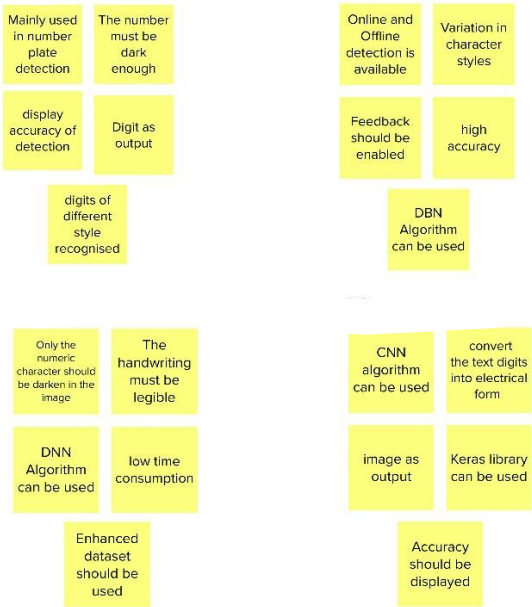 Mainly used
in number
plate
detection
The number
must be
dark
enough
display
accuracy of
detection
Digit as
output
digits of
different
style
recognised
Online and
Offline
detection is
available
Variation in
character
styles
Feedback
should be
enabled
high
accuracy
DBN
Algorithm
can be used
Only the
numeric
character should
be darken in the
image
The
handwriting
must be
legible
DNN
Algorithm
can be used
low time
consumption
Enhanced
dataset
should be
used
CNN
algorithm
can be used
convert
the text digits
into electrical
form
image as
output
Keras library
can be used
Accuracy
should be
displayed